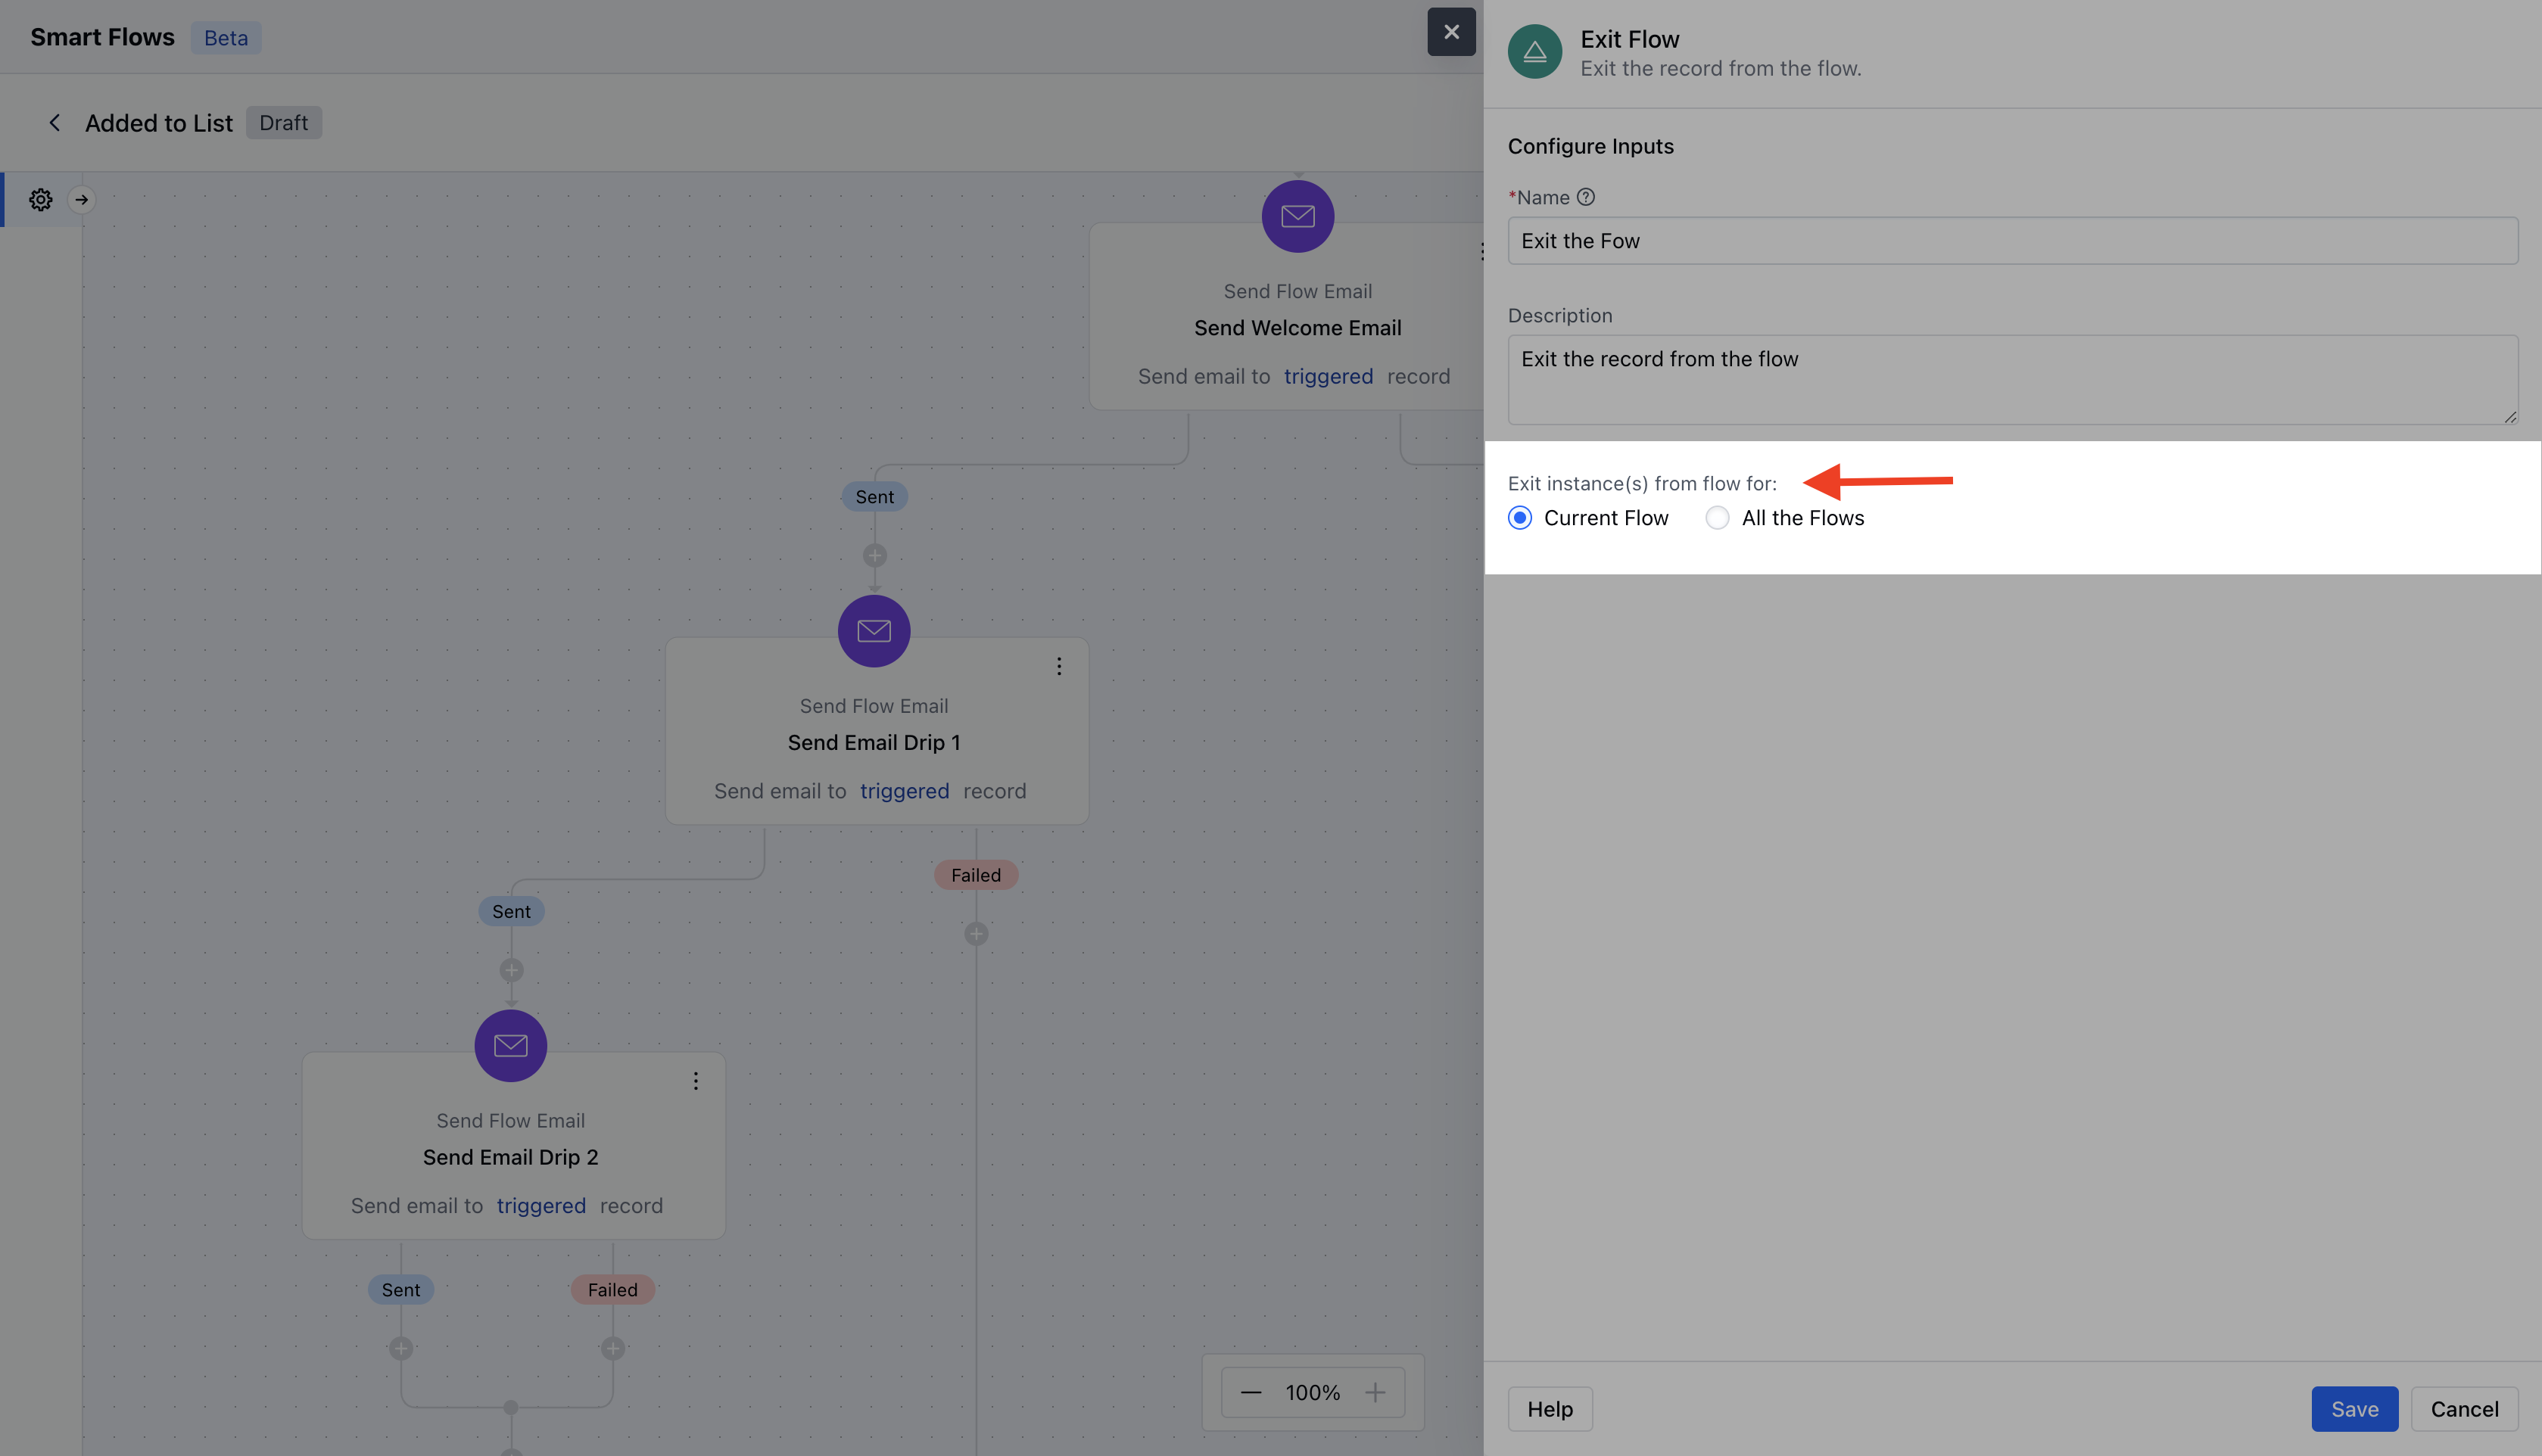 Smart Flows Beta
Added to List Draft
Send Flow Email
Send Welcome Email
Send email to triggered record
Sent
Send Flow Email
Send Email Drip 1
Send email to triggered record
Failed
Sent
Send Flow Email
Send Email Drip 2
Send email to triggered record
Sent Failed
100%
Exit Flow
Exit the record from the flow.
Configure Inputs
*Name
Exit the Fow
Description
Exit the record from the flow
Exit instance(s) from flow for:
Current Flow All the Flows
Help Save Cancel